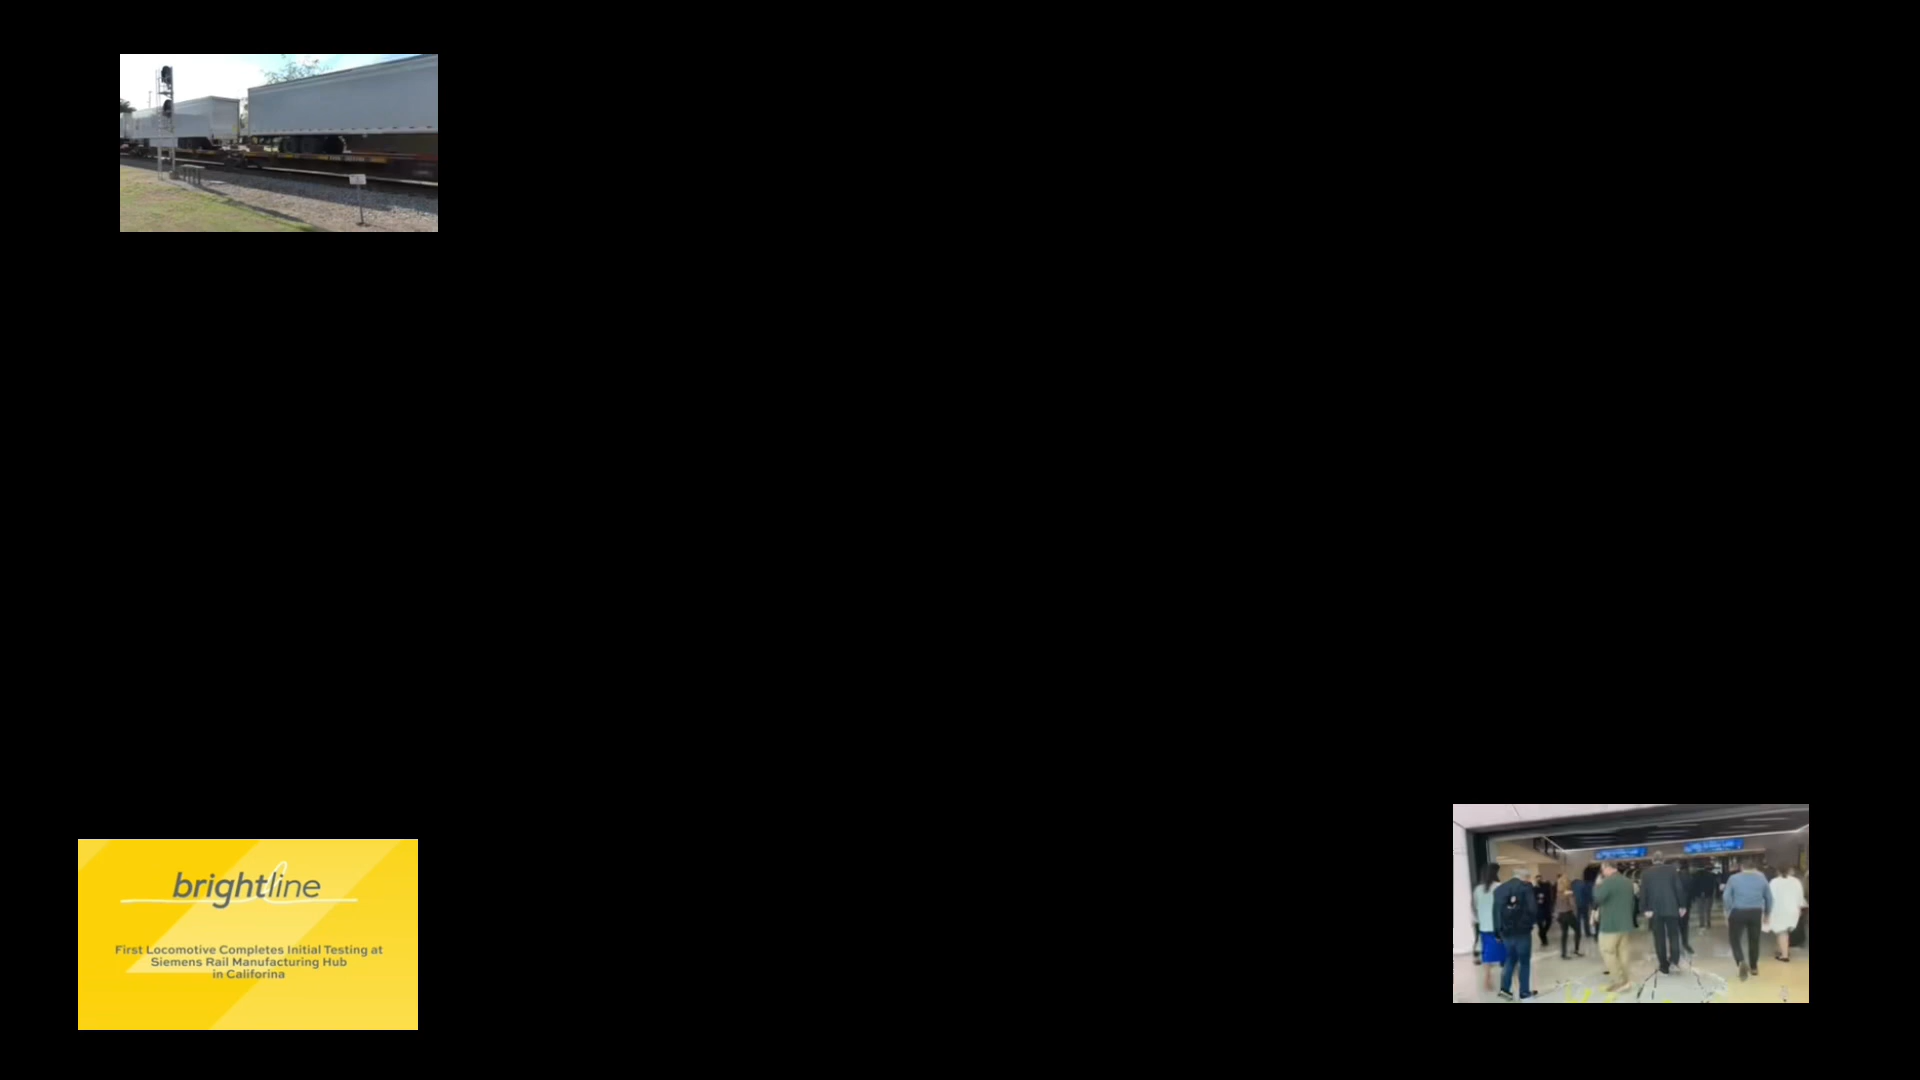 brightline
First Locomotive Completes Initial Testing at
Siemens Rail Manufacturing Hub
in Califorina